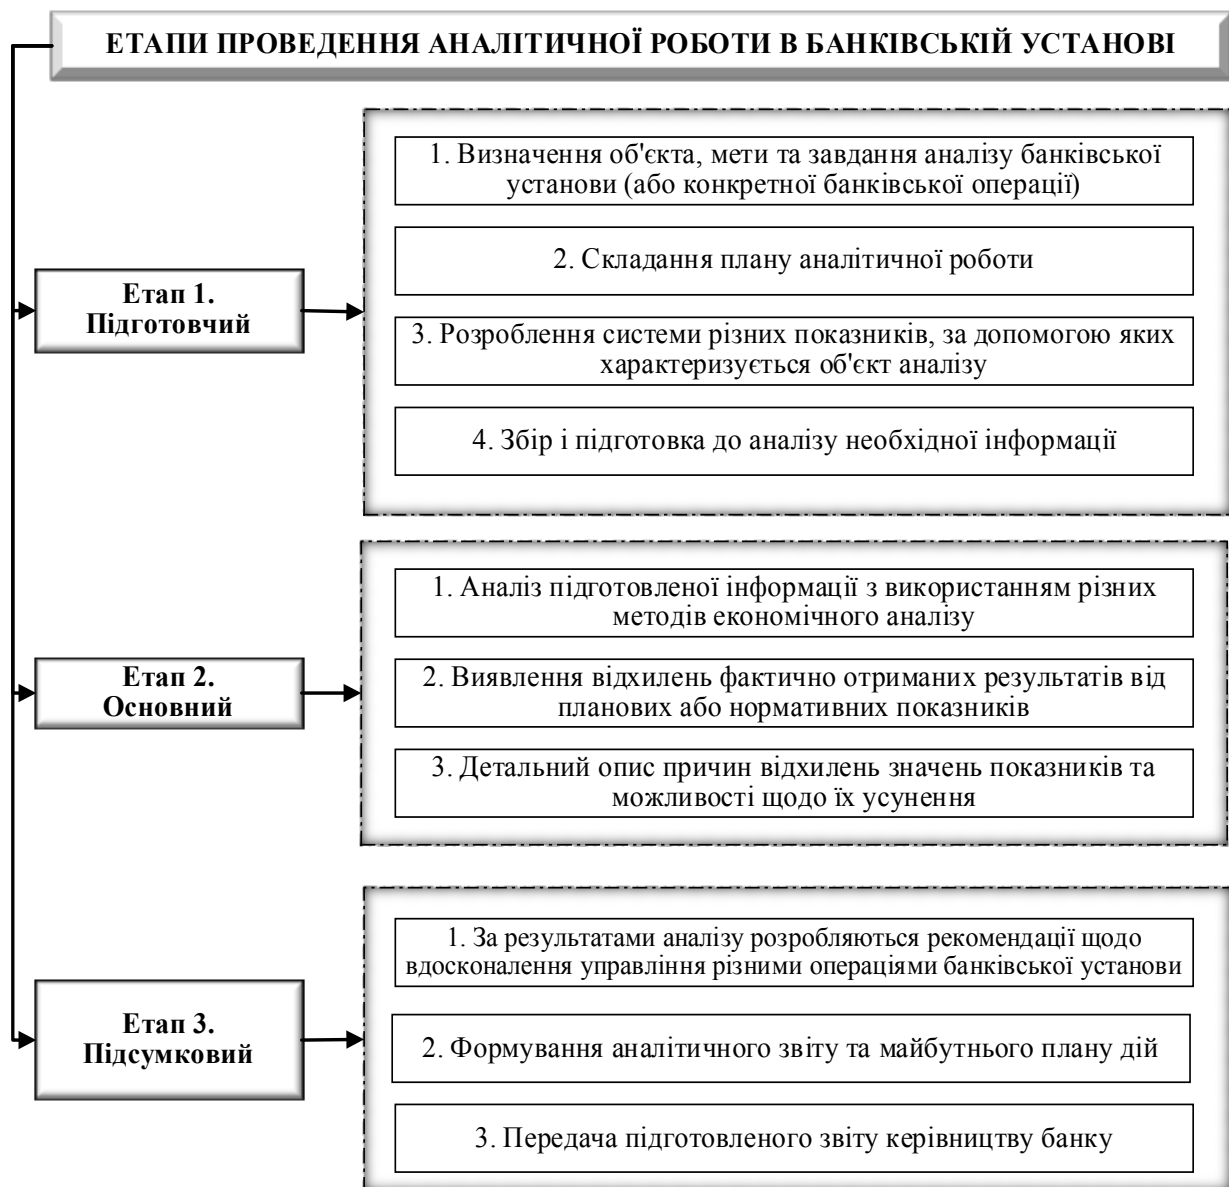 ЕТАПИ ПРОВЕДЕННЯ АНАЛІТИЧНОЇ РОБОТИ В БАНКІВСЬКІЙ УСТАНОВІ
Етап 1.
Підготовчий
1. Визначення об'єкта, мети та завдання аналізу банківської
установи (або конкретної банківської операції)
2. Складання плану аналітичної роботи
3. Розроблення системи різних показників, за допомогою яких
характеризується об'єкт аналізу
4. Збір і підготовка до аналізу необхідної інформації
Етап 2.
Основний
1. Аналіз підготовленої інформації з використанням різних
методів економічного аналізу
2. Виявлення відхилень фактично отриманих результатів від
планових або нормативних показників
3. Детальний опис причин відхилень значень показників та
можливості щодо їх усунення
Етап 3.
Підсумковий
1. За результатами аналізу розробляються рекомендації щодо
вдосконалення управління різними операціями банківської установи
2. Формування аналітичного звіту та майбутнього плану дій
3. Передача підготовленого звіту керівництву банку